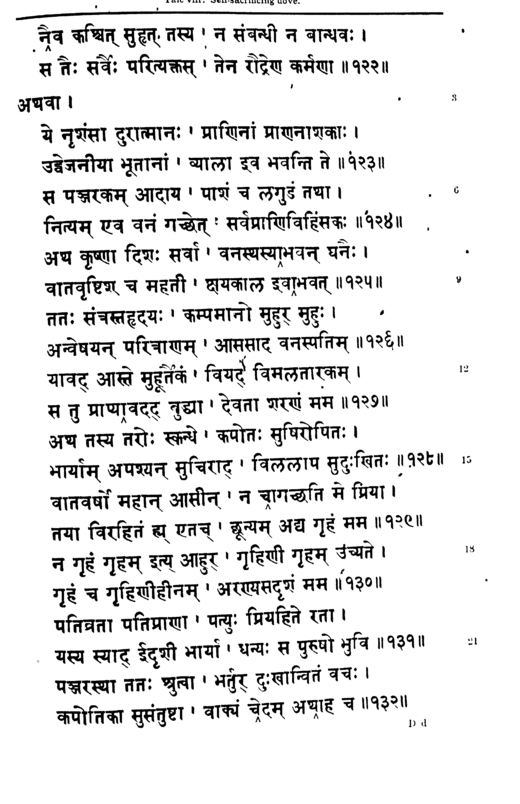 Tale viii: Self-sacrificing dove.
नैव कश्चित् सुहृत् तस्य ' न संबन्धी न बान्धवः ।
स तैः सर्वैः परित्यक्तस् ' तेन रौद्रेण कर्मणा ॥१२२॥
अथवा । 3
ये नृशंसा दुरात्मानः ' प्राणिनां प्राणनाशकाः ।
उद्वेजनीया भूतानां ' व्याला इव भवन्ति ते ॥१२३॥
स पञ्जरकम् आदाय ' पाशं च लगुडं तथा । 6
नित्यम् एव वनं गच्छेत् ' सर्वप्राणिविहिंसकः ॥१२४॥
अथ कृष्णा दिशः सर्वा ' वनस्थस्याभवन् घनैः ।
वातवृष्टिश् च महती ' क्षयकाल इवाभवत् ॥१२५॥ 9
ततः संत्रस्तहृदयः ' कम्पमानो मुहुर् मुहुः ।
अन्वेषयन् परित्राणम् ' आससाद वनस्पतिम् ॥१२६॥
यावद् आस्ते मुहूर्तैकं ' वियद् विमलतारकम् । 12
स तु प्राप्यावदद् बुद्ध्या ' देवता शरणं मम ॥१२७॥
अथ तस्य तरोः स्कन्धे ' कपोतः सुषिरोषितः ।
भार्याम् अपश्यन् सुचिराद् ' विललाप सुदुःखितः ॥१२८॥ 15
वातवर्षो महान् आसीन् ' न चागच्छति मे प्रिया ।
तया विरहितं ह्य् एतच् ' छून्यम् अद्य गृहं मम ॥१२९॥
न गृहं गृहम् इत्य् आहुर् ' गृहिणी गृहम् उच्यते । 18
गृहं च गृहिणीहीनम् ' अरण्यसदृशं मम ॥१३०॥
पतिव्रता पतिप्राणा ' पत्युः प्रियहिते रता ।
यस्य स्याद् ईदृशी भार्या ' धन्यः स पुरुषो भुवि ॥१३१॥ 21
पञ्जरस्था ततः श्रुत्वा ' भर्तुर् दुःखान्वितं वचः ।
कपोतिका सुसंतुष्टा ' वाक्यं चेदम् अथाह च ॥१३२॥
D d